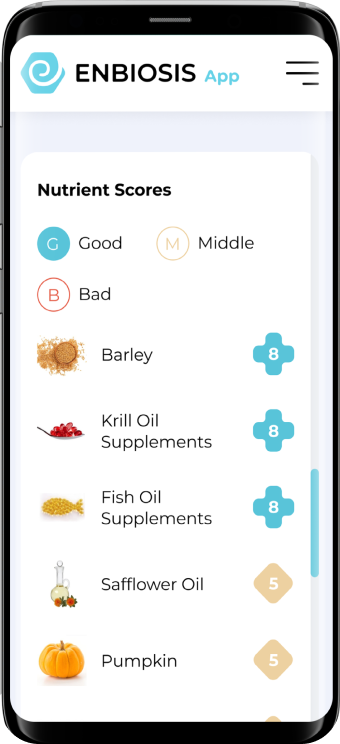 ENBIOSIS App
Nutrient Scores
G Good M Middle
B Bad
Barley 8
Krill Oil
Supplements 8
Fish Oil
Supplements 8
Safflower Oil 5
Pumpkin 5